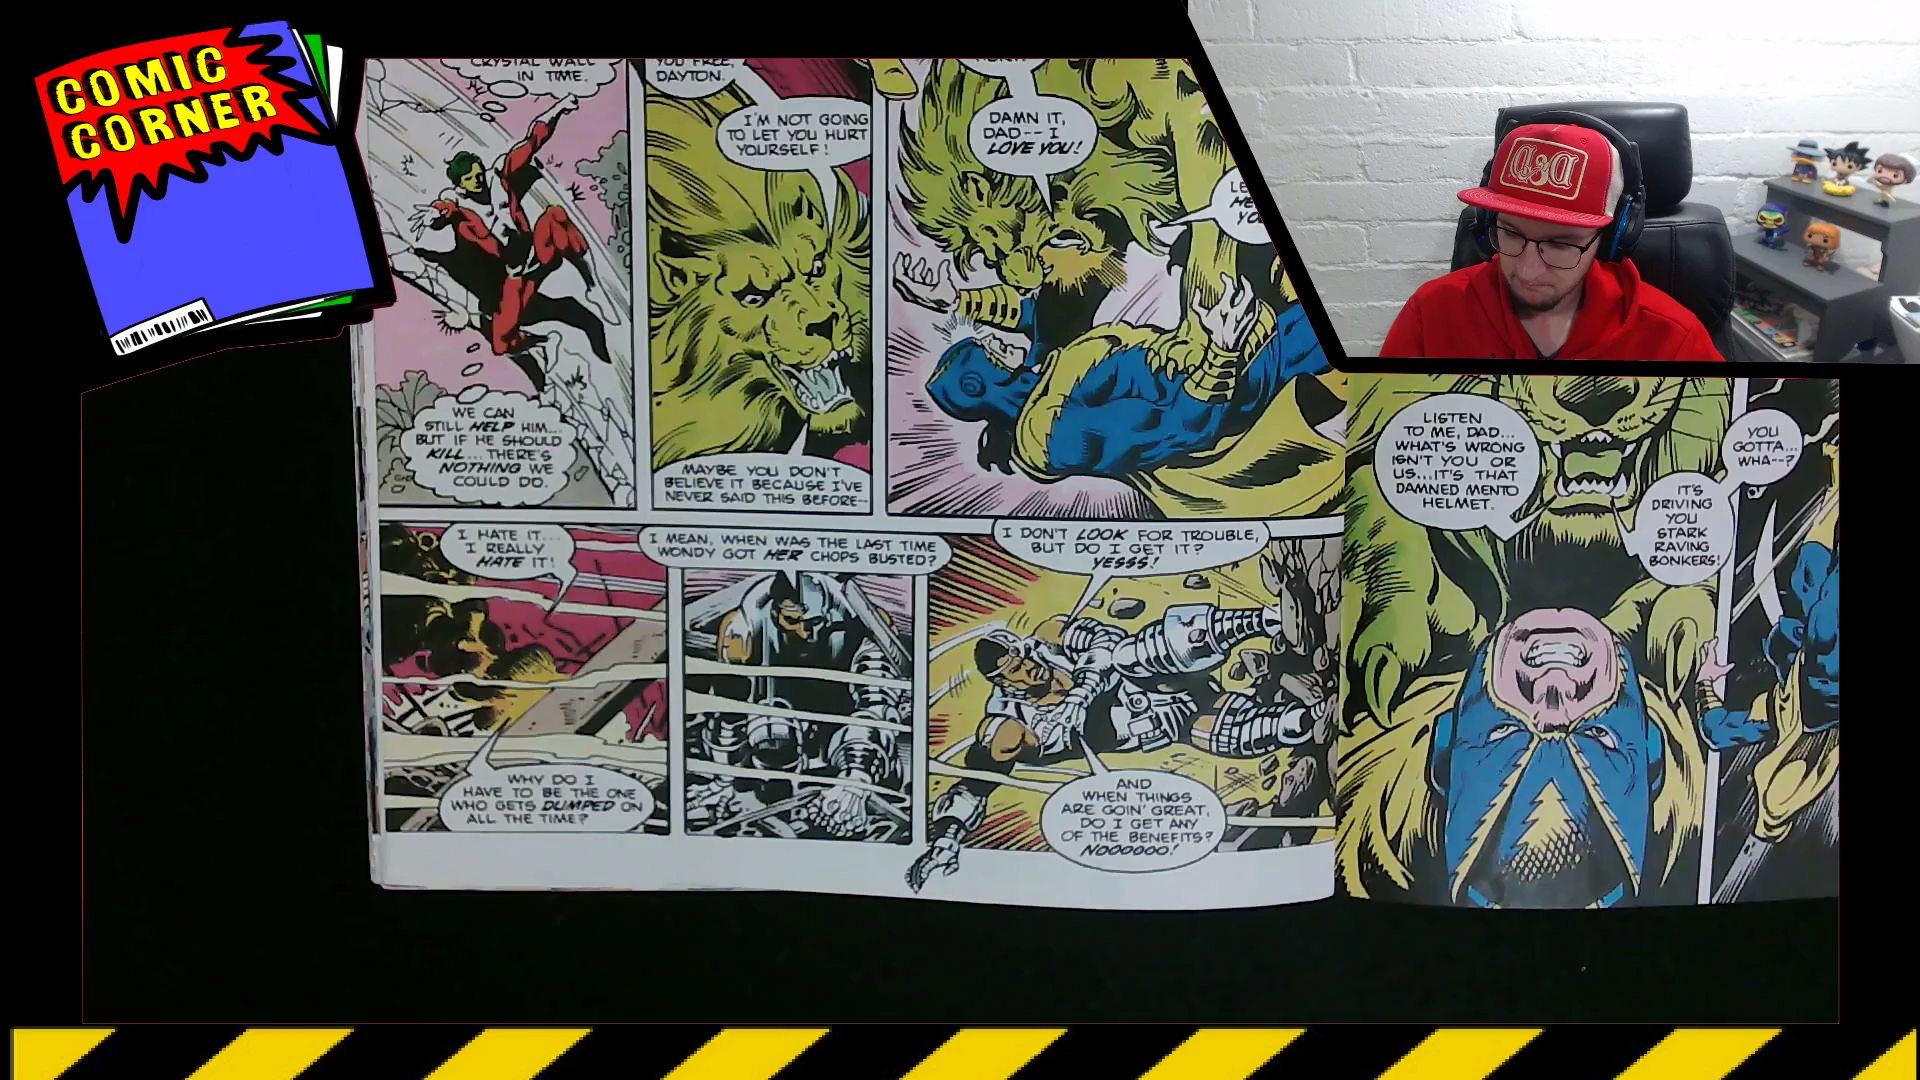 COMIC
CORNER
CRYSTAL WALL
IN TIME.
WE CAN
STILL HELP HIM...
BUT IF HE SHOULD
KILL... THERE'S
NOTHING WE
COULD DO.
YOU FREE,
DAYTON.
I'M NOT GOING
TO LET YOU HURT
YOURSELF!
MAYBE YOU DON'T
BELIEVE IT BECAUSE I'VE
NEVER SAID THIS BEFORE--
DAMN IT,
DAD--I
LOVE YOU!
I HATE IT...
I REALLY
HATE IT!
WHY DO I
HAVE TO BE THE ONE
WHO GETS DUMPED ON
ALL THE TIME?
I MEAN, WHEN WAS THE LAST TIME
WONDY GOT HER CHOPS BUSTED?
I DON'T LOOK FOR TROUBLE,
BUT DO I GET IT?
YESSS!
AND
WHEN THINGS
ARE GOIN' GREAT,
DO I GET ANY
OF THE BENEFITS?
NOOOOOO!
LISTEN
TO ME, DAD...
WHAT'S WRONG
ISN'T YOU OR
US...IT'S THAT
DAMNED MENTO
HELMET.
IT'S
DRIVING
YOU
STARK
RAVING
BONKERS!
YOU
GOTTA...
WHA--?